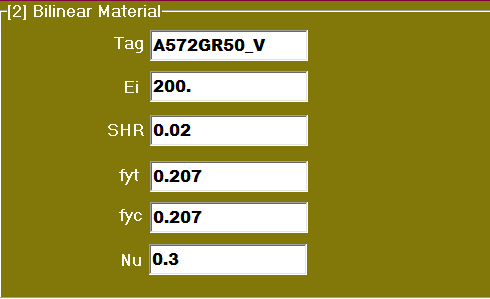 [2] Bilinear Material
Tag A572GR50_V
Ei 200.
SHR 0.02
fyt 0.207
fyc 0.207
Nu 0.3